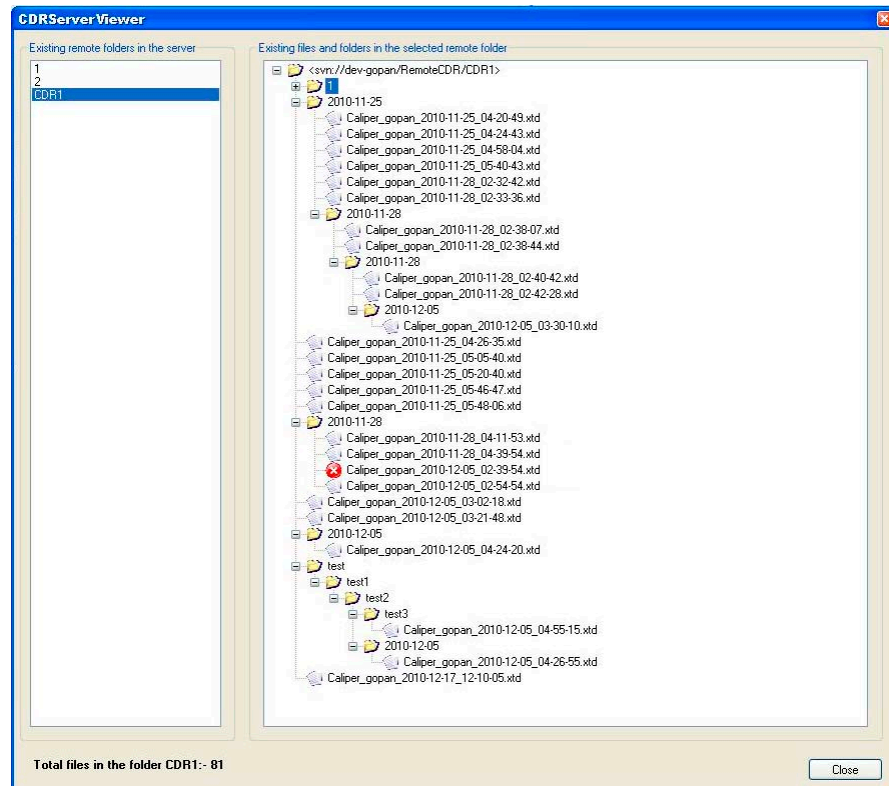 CDRServerViewer
Existing remote folders in the server
1
2
CDR1
Existing files and folders in the selected remote folder
<svn://dev-gopan/RemoteCDR/CDR1>
1
2010-11-25
Caliper_gopan_2010-11-25_04-20-49.xtd
Caliper_gopan_2010-11-25_04-24-43.xtd
Caliper_gopan_2010-11-25_04-58-04.xtd
Caliper_gopan_2010-11-25_05-40-43.xtd
Caliper_gopan_2010-11-28_02-32-42.xtd
Caliper_gopan_2010-11-28_02-33-36.xtd
2010-11-28
Caliper_gopan_2010-11-28_02-38-07.xtd
Caliper_gopan_2010-11-28_02-38-44.xtd
2010-11-28
Caliper_gopan_2010-11-28_02-40-42.xtd
Caliper_gopan_2010-11-28_02-42-28.xtd
2010-12-05
Caliper_gopan_2010-12-05_03-30-10.xtd
Caliper_gopan_2010-11-25_04-26-35.xtd
Caliper_gopan_2010-11-25_05-05-40.xtd
Caliper_gopan_2010-11-25_05-20-40.xtd
Caliper_gopan_2010-11-25_05-46-47.xtd
Caliper_gopan_2010-11-25_05-48-06.xtd
2010-11-28
Caliper_gopan_2010-11-28_04-11-53.xtd
Caliper_gopan_2010-11-28_04-39-54.xtd
Caliper_gopan_2010-12-05_02-39-54.xtd
Caliper_gopan_2010-12-05_02-54-54.xtd
Caliper_gopan_2010-12-05_03-02-18.xtd
Caliper_gopan_2010-12-05_03-21-48.xtd
2010-12-05
Caliper_gopan_2010-12-05_04-24-20.xtd
test
test1
test2
test3
Caliper_gopan_2010-12-05_04-55-15.xtd
2010-12-05
Caliper_gopan_2010-12-05_04-26-55.xtd
Caliper_gopan_2010-12-17_12-10-05.xtd
Total files in the folder CDR1:- 81
Close